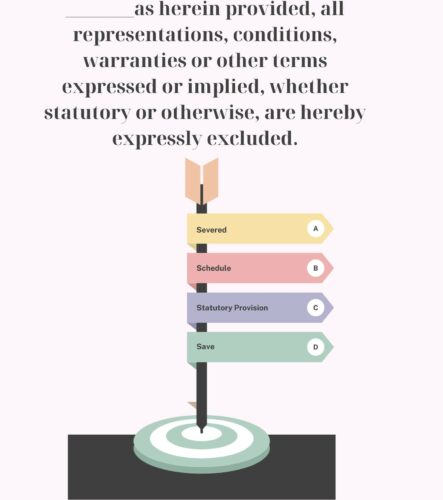 ________as herein provided, all
representations, conditions,
warranties or other terms
expressed or implied, whether
statutory or otherwise, are hereby
expressly excluded.
Severed A
Schedule B
Statutory Provision C
Save D